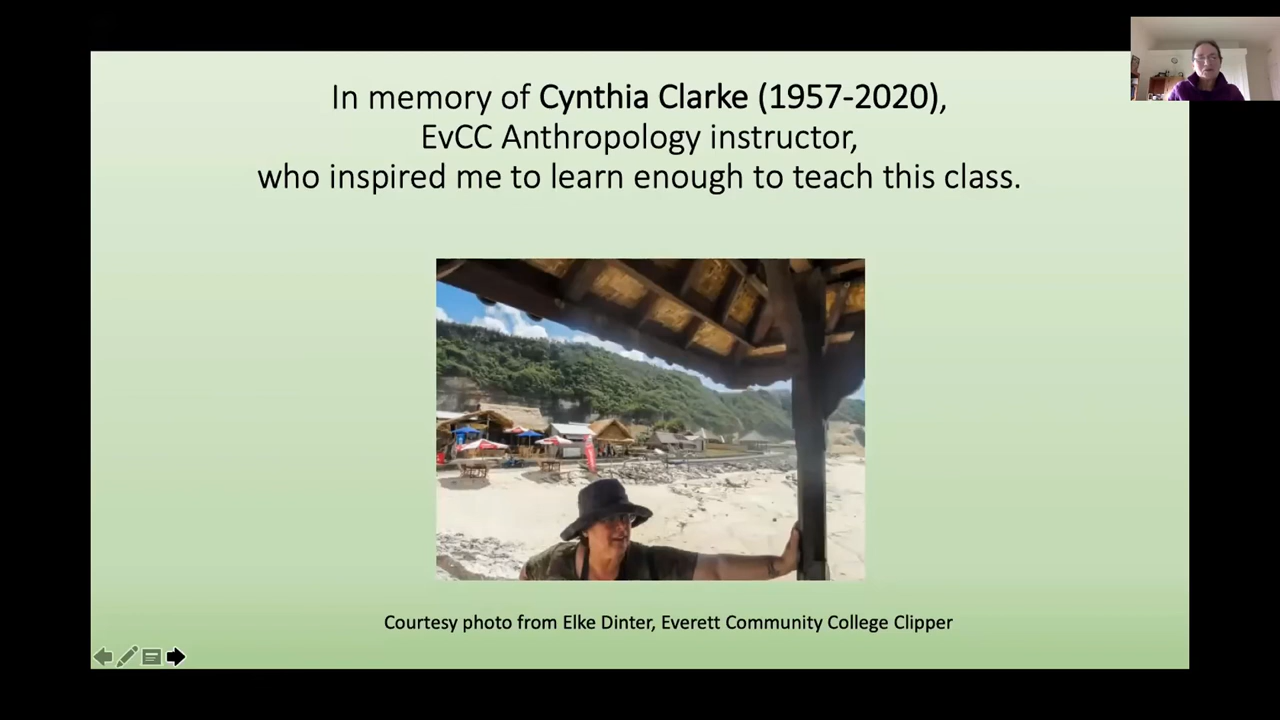 In memory of Cynthia Clarke (1957-2020),
EvCC Anthropology instructor,
who inspired me to learn enough to teach this class.
Courtesy photo from Elke Dinter, Everett Community College Clipper